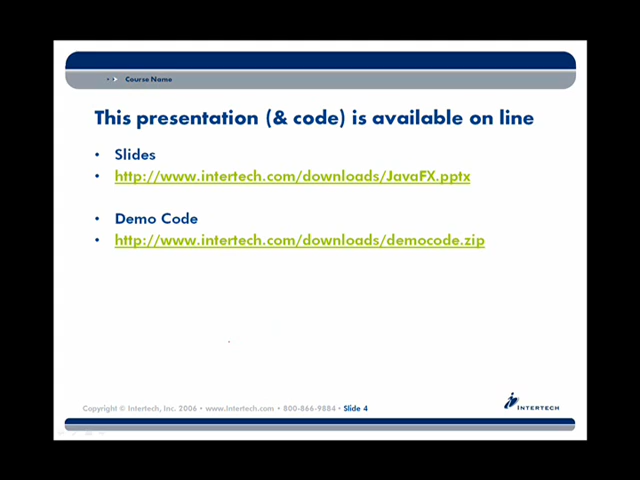 Course Name
This presentation (& code) is available on line
• Slides
• http://www.intertech.com/downloads/JavaFX.pptx
• Demo Code
• http://www.intertech.com/downloads/democode.zip
Copyright © Intertech, Inc. 2006 • www.Intertech.com • 800-866-9884 • Slide 4
INTERTECH